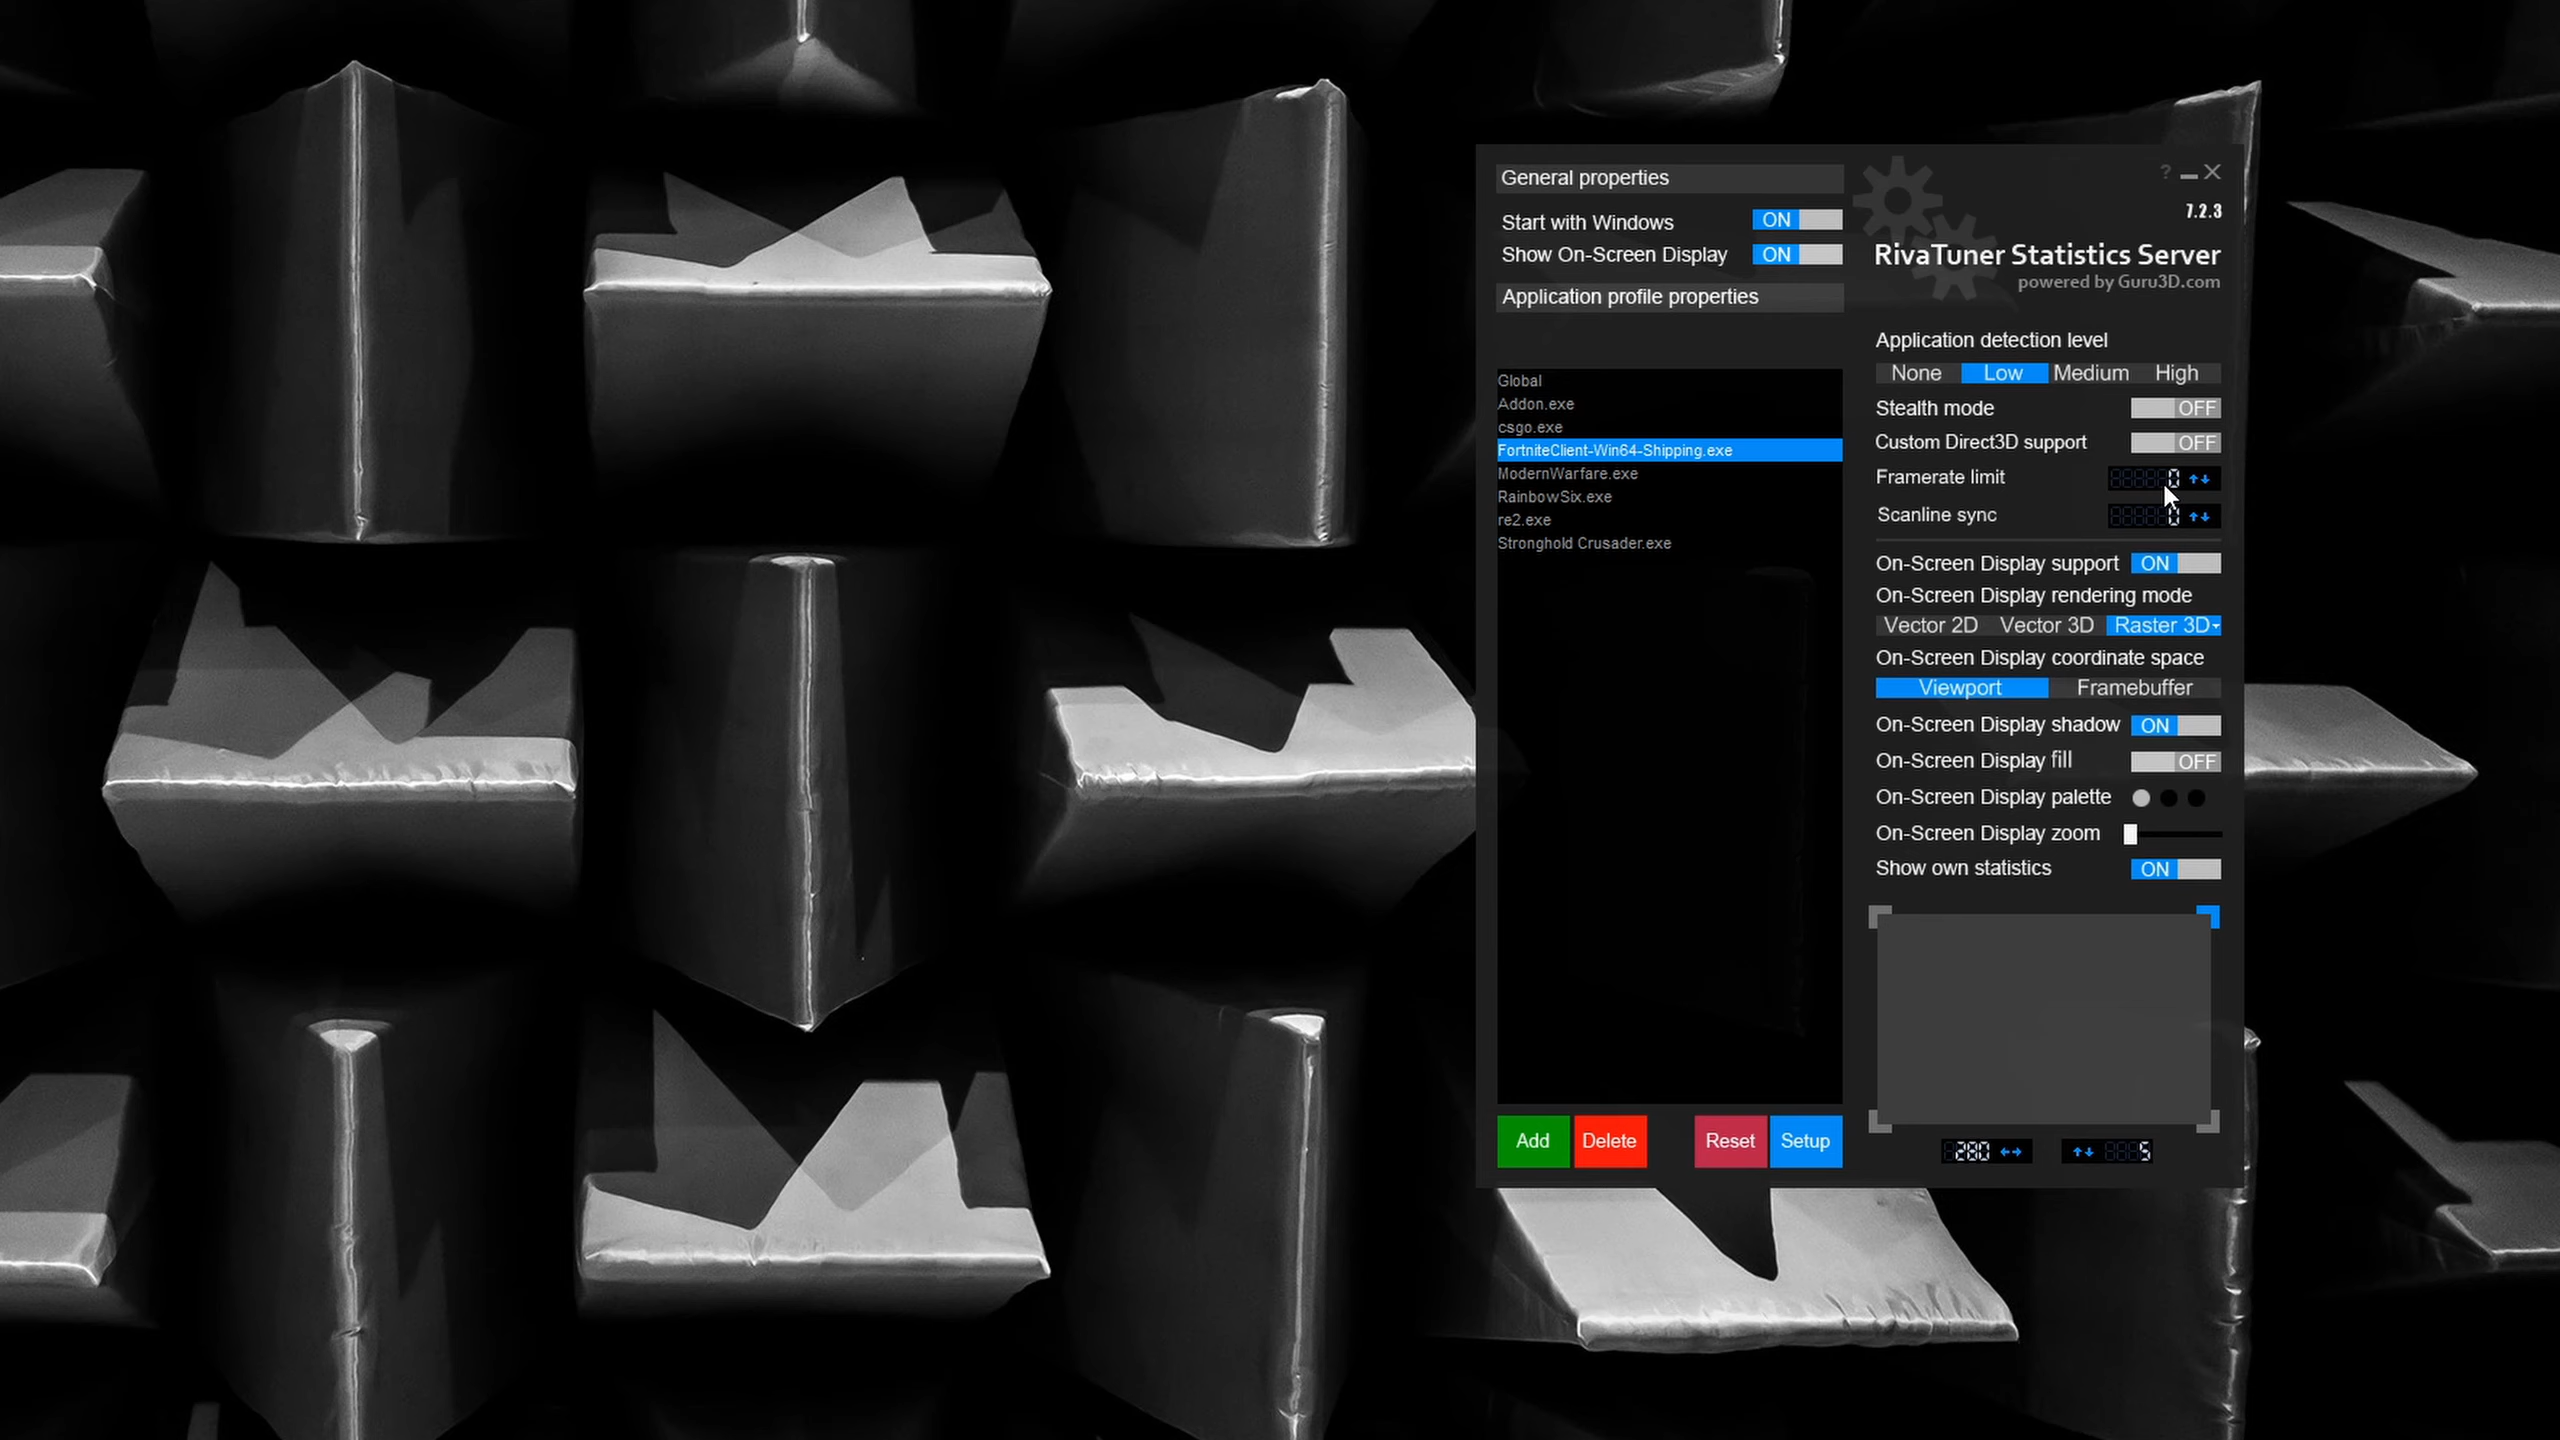 General properties
Start with Windows ON
Show On-Screen Display ON
Application profile properties
Global
Addon.exe
csgo.exe
FortniteClient-Win64-Shipping.exe
ModernWarfare.exe
RainbowSix.exe
re2.exe
Stronghold Crusader.exe
Add Delete Reset Setup
?
7.2.3
RivaTuner Statistics Server
powered by Guru3D.com
Application detection level
None Low Medium High
Stealth mode OFF
Custom Direct3D support OFF
Framerate limit 0
Scanline sync 0
On-Screen Display support ON
On-Screen Display rendering mode
Vector 2D Vector 3D Raster 3D
On-Screen Display coordinate space
Viewport Framebuffer
On-Screen Display shadow ON
On-Screen Display fill OFF
On-Screen Display palette
On-Screen Display zoom
Show own statistics ON
280 5